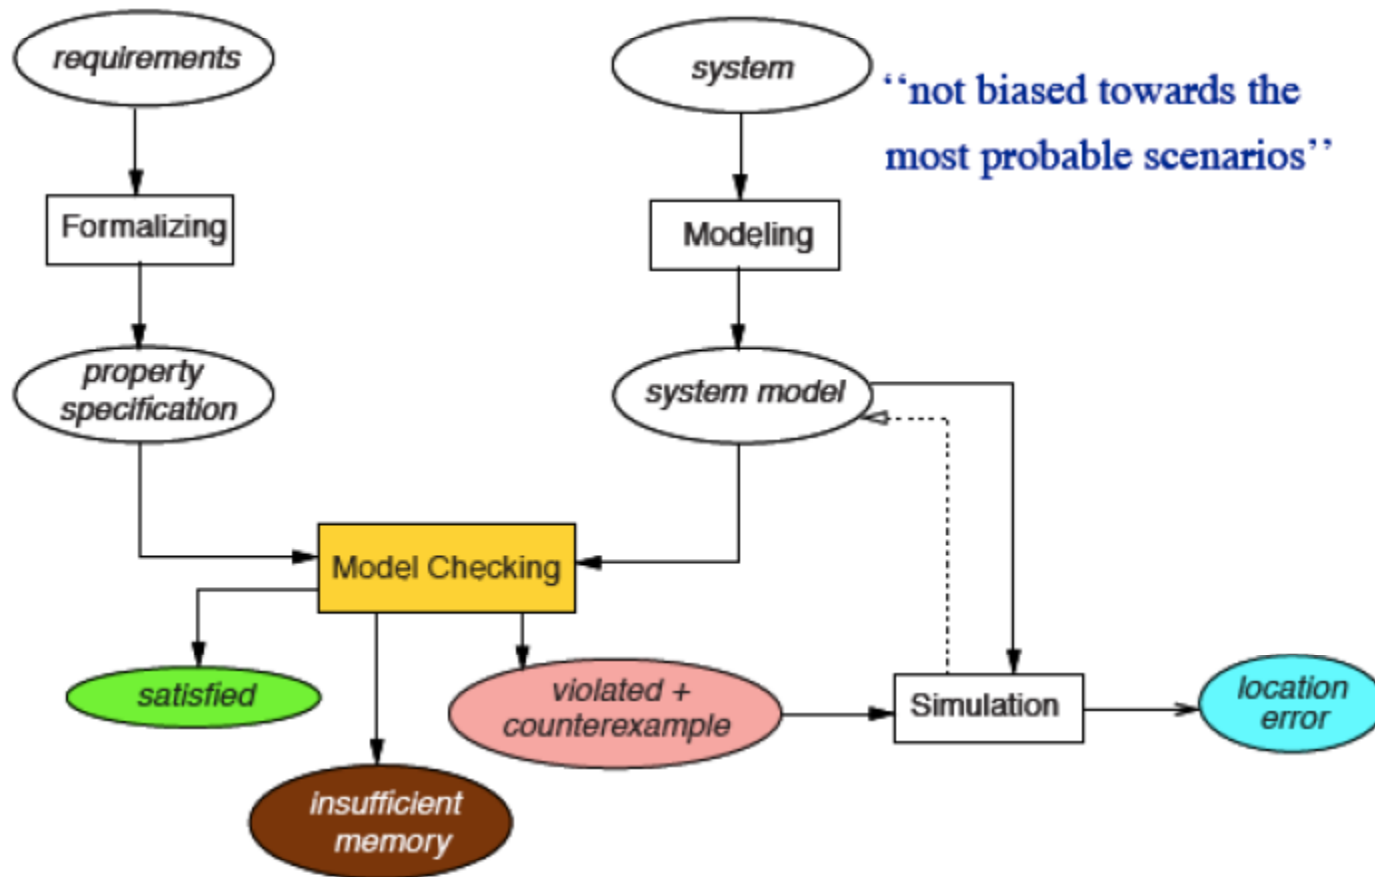 requirements
system
‘‘not biased towards the
most probable scenarios’’
Formalizing
Modeling
property
specification
system model
Model Checking
satisfied
violated +
counterexample
Simulation
location
error
insufficient
memory